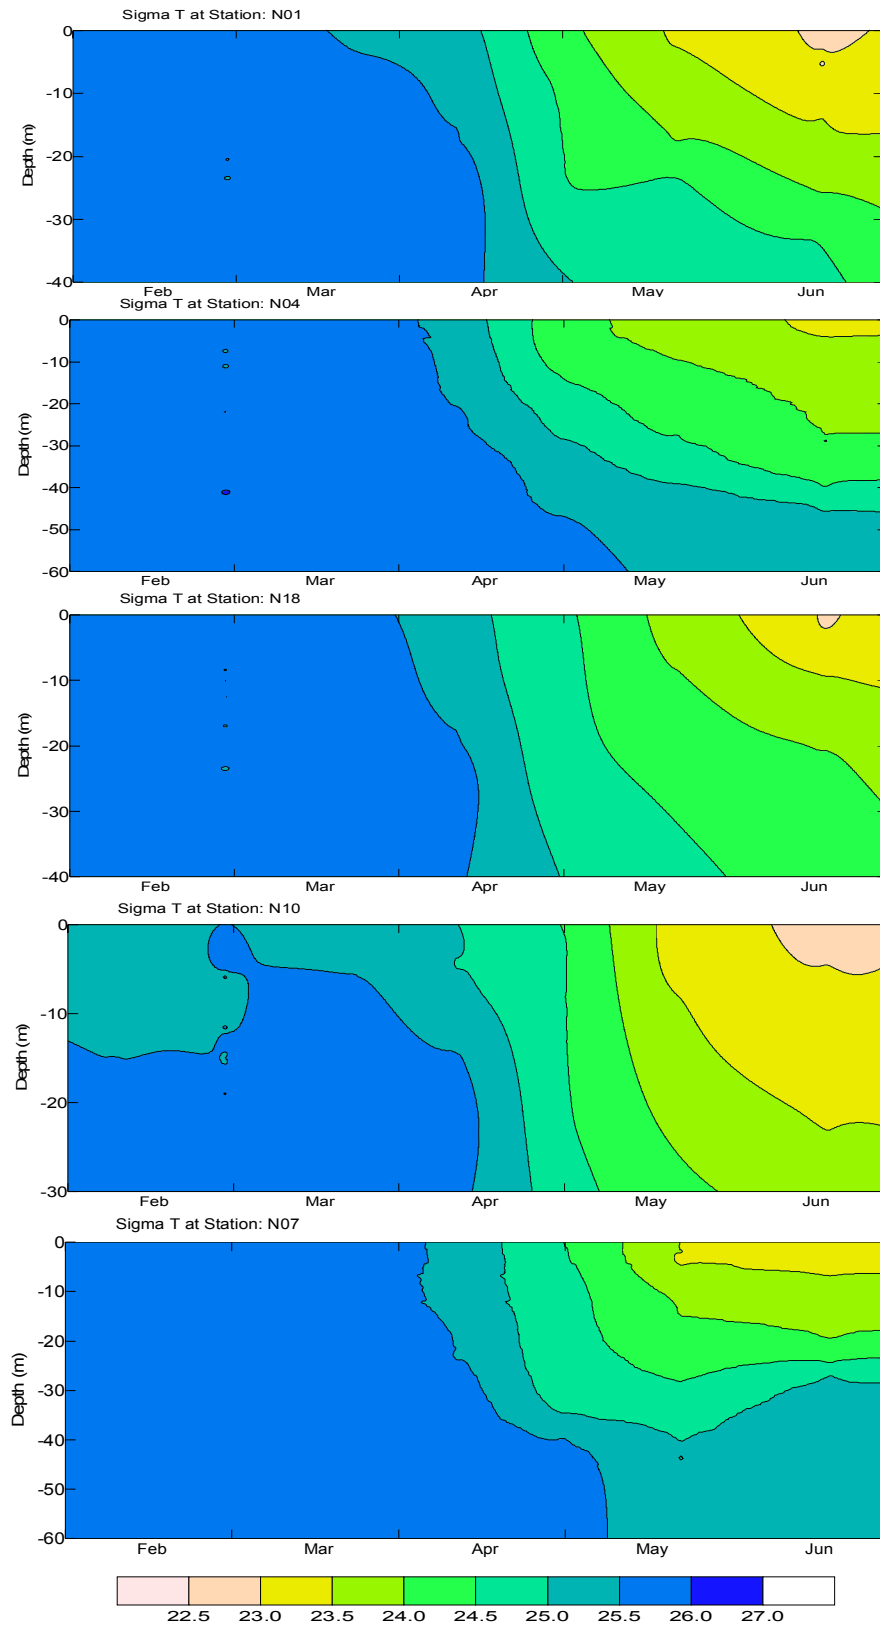 Sigma T at Station: N01
0
-10
-20
-30
-40
Depth (m)
Feb Mar Apr May Jun
Sigma T at Station: N04
0
-10
-20
-30
-40
-50
-60
Depth (m)
Feb Mar Apr May Jun
Sigma T at Station: N18
0
-10
-20
-30
-40
Depth (m)
Feb Mar Apr May Jun
Sigma T at Station: N10
0
-10
-20
-30
Depth (m)
Feb Mar Apr May Jun
Sigma T at Station: N07
0
-10
-20
-30
-40
-50
-60
Depth (m)
Feb Mar Apr May Jun
22.5 23.0 23.5 24.0 24.5 25.0 25.5 26.0 27.0